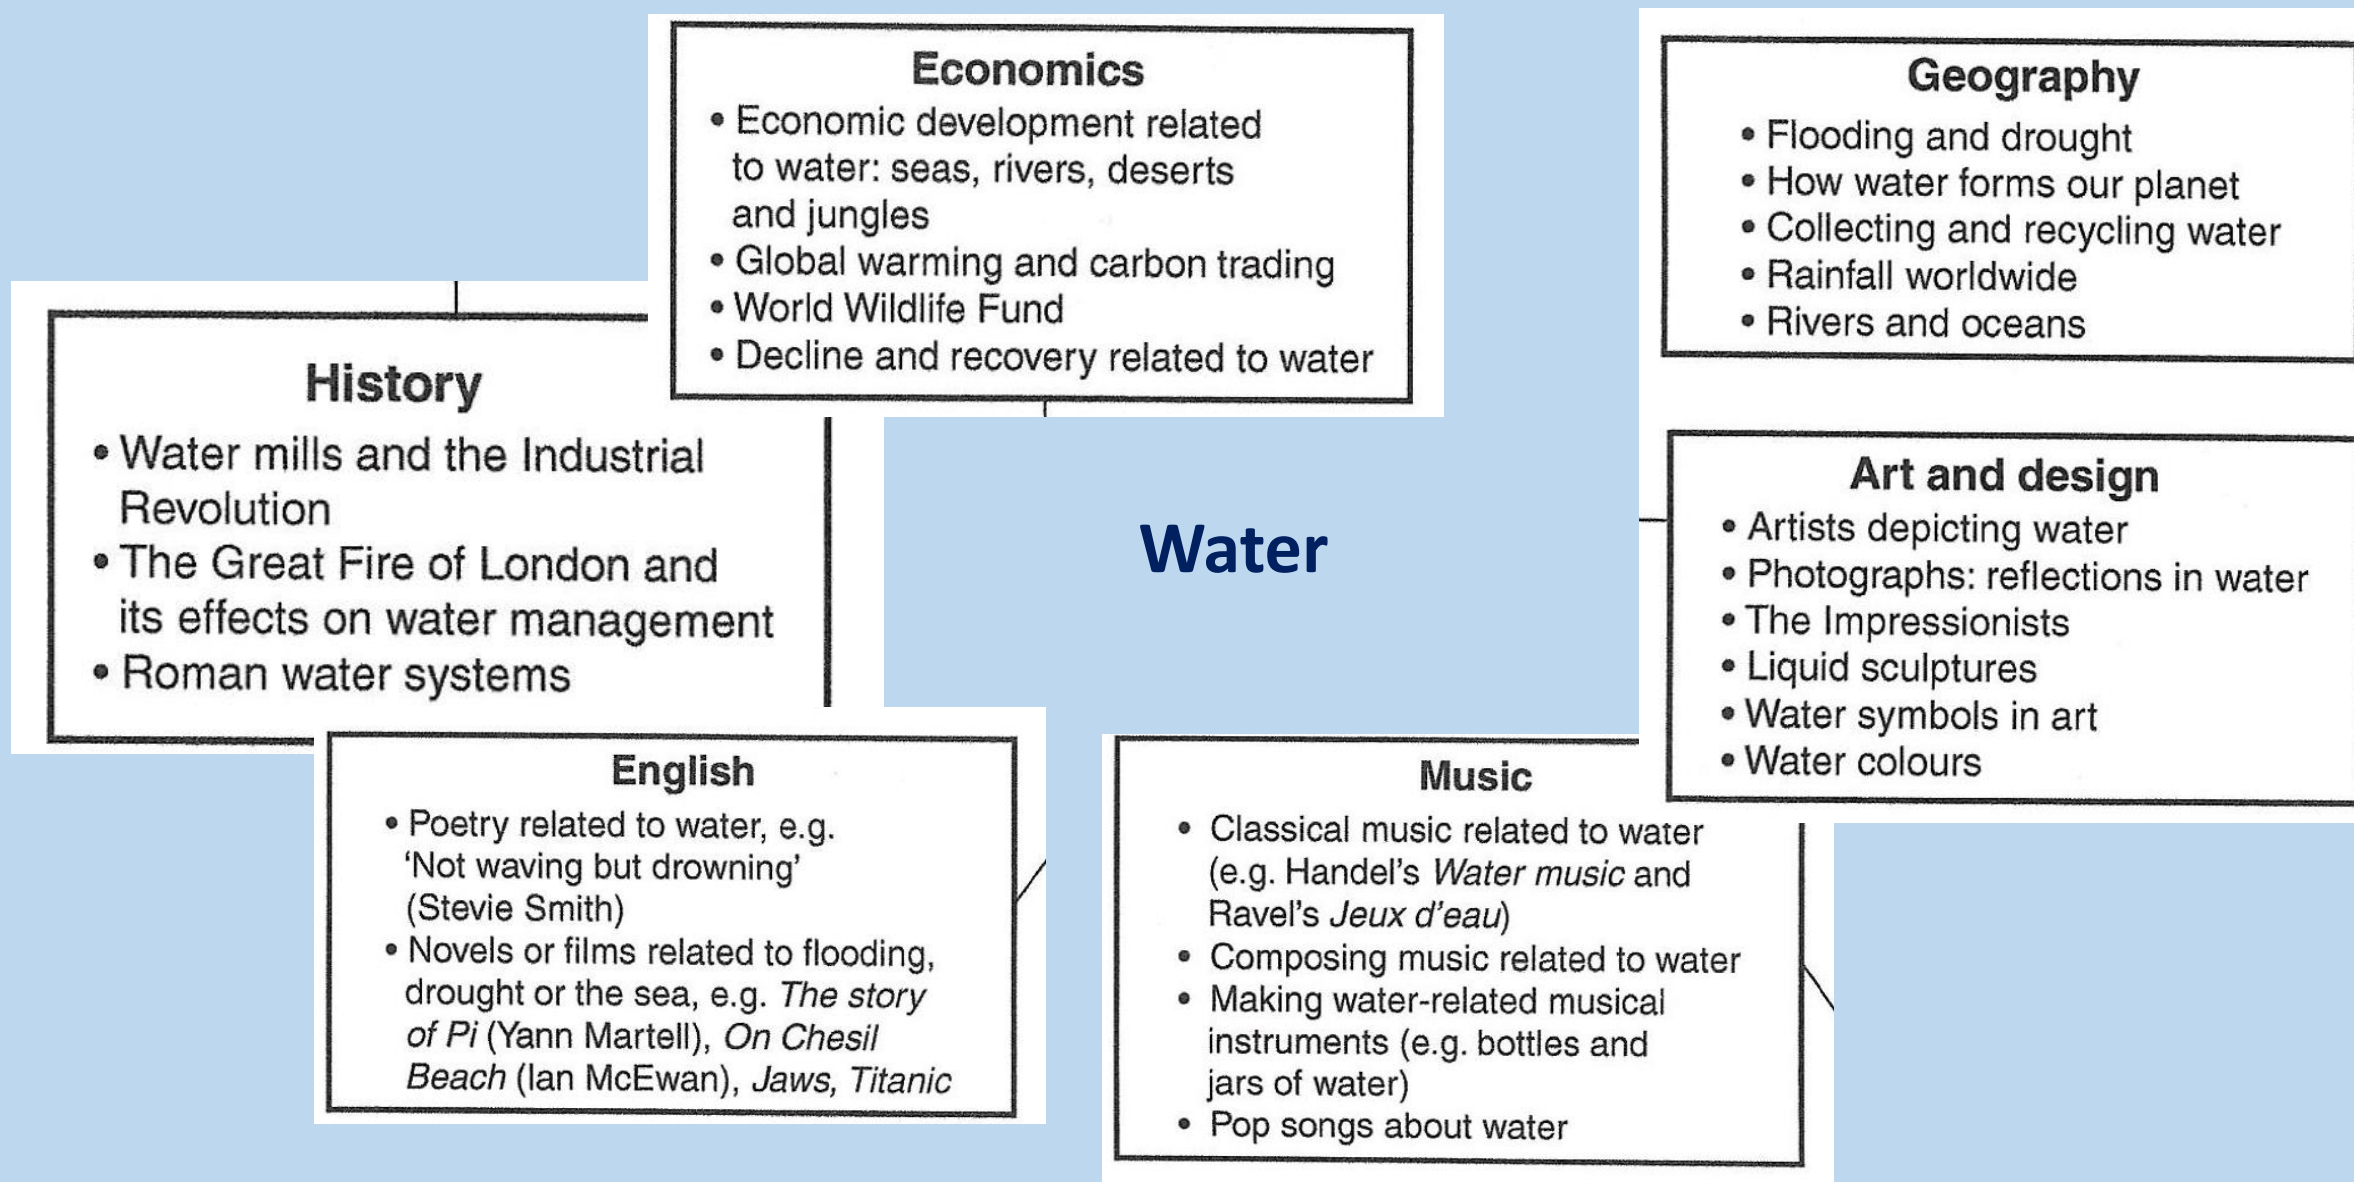 Economics
• Economic development related
to water: seas, rivers, deserts
and jungles
• Global warming and carbon trading
• World Wildlife Fund
• Decline and recovery related to water
Geography
• Flooding and drought
• How water forms our planet
• Collecting and recycling water
• Rainfall worldwide
• Rivers and oceans
History
• Water mills and the Industrial
Revolution
• The Great Fire of London and
its effects on water management
• Roman water systems
Water
Art and design
• Artists depicting water
• Photographs: reflections in water
• The Impressionists
• Liquid sculptures
• Water symbols in art
• Water colours
English
• Poetry related to water, e.g.
‘Not waving but drowning’
(Stevie Smith)
• Novels or films related to flooding,
drought or the sea, e.g. The story
of Pi (Yann Martell), On Chesil
Beach (Ian McEwan), Jaws, Titanic
Music
• Classical music related to water
(e.g. Handel’s Water music and
Ravel’s Jeux d’eau)
• Composing music related to water
• Making water-related musical
instruments (e.g. bottles and
jars of water)
• Pop songs about water